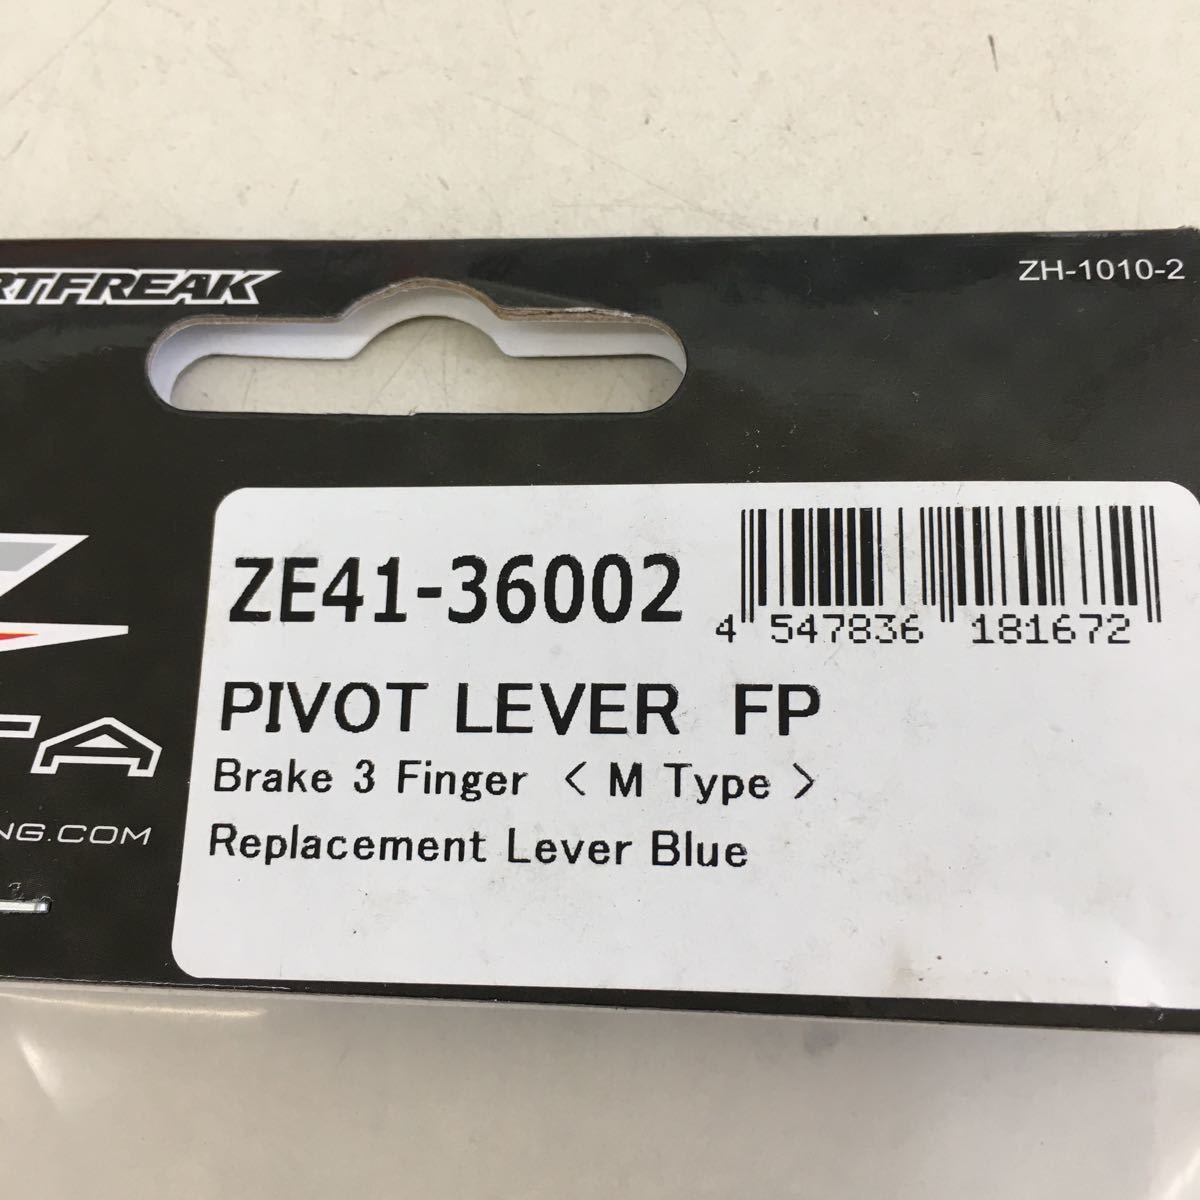 RTFREAK
ZH-1010-2
ZE41-36002
4 547836 181672
PIVOT LEVER FP
Brake 3 Finger < M Type >
TA
Replacement Lever Blue
NG.COM